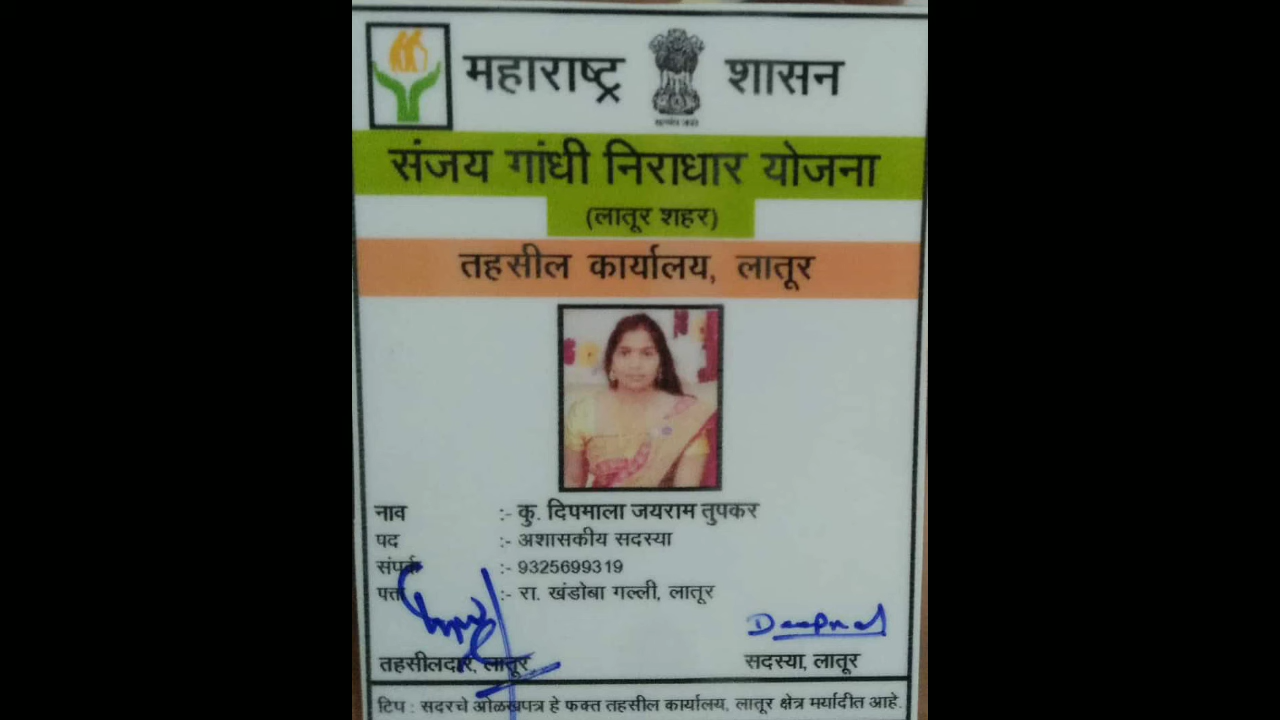 महाराष्ट्र शासन
संजय गांधी निराधार योजना
(लातूर शहर)
तहसील कार्यालय, लातूर
नाव :- कु. दिपमाला जयराम तुपकर
पद :- अशासकीय सदस्या
संपर्क :- 9325699319
पत्ता :- रा. खंडोबा गल्ली, लातूर
तहसीलदार, लातूर सदस्या, लातूर
टिप : सदरचे ओळखपत्र हे फक्त तहसील कार्यालय, लातूर क्षेत्र मर्यादीत आहे.